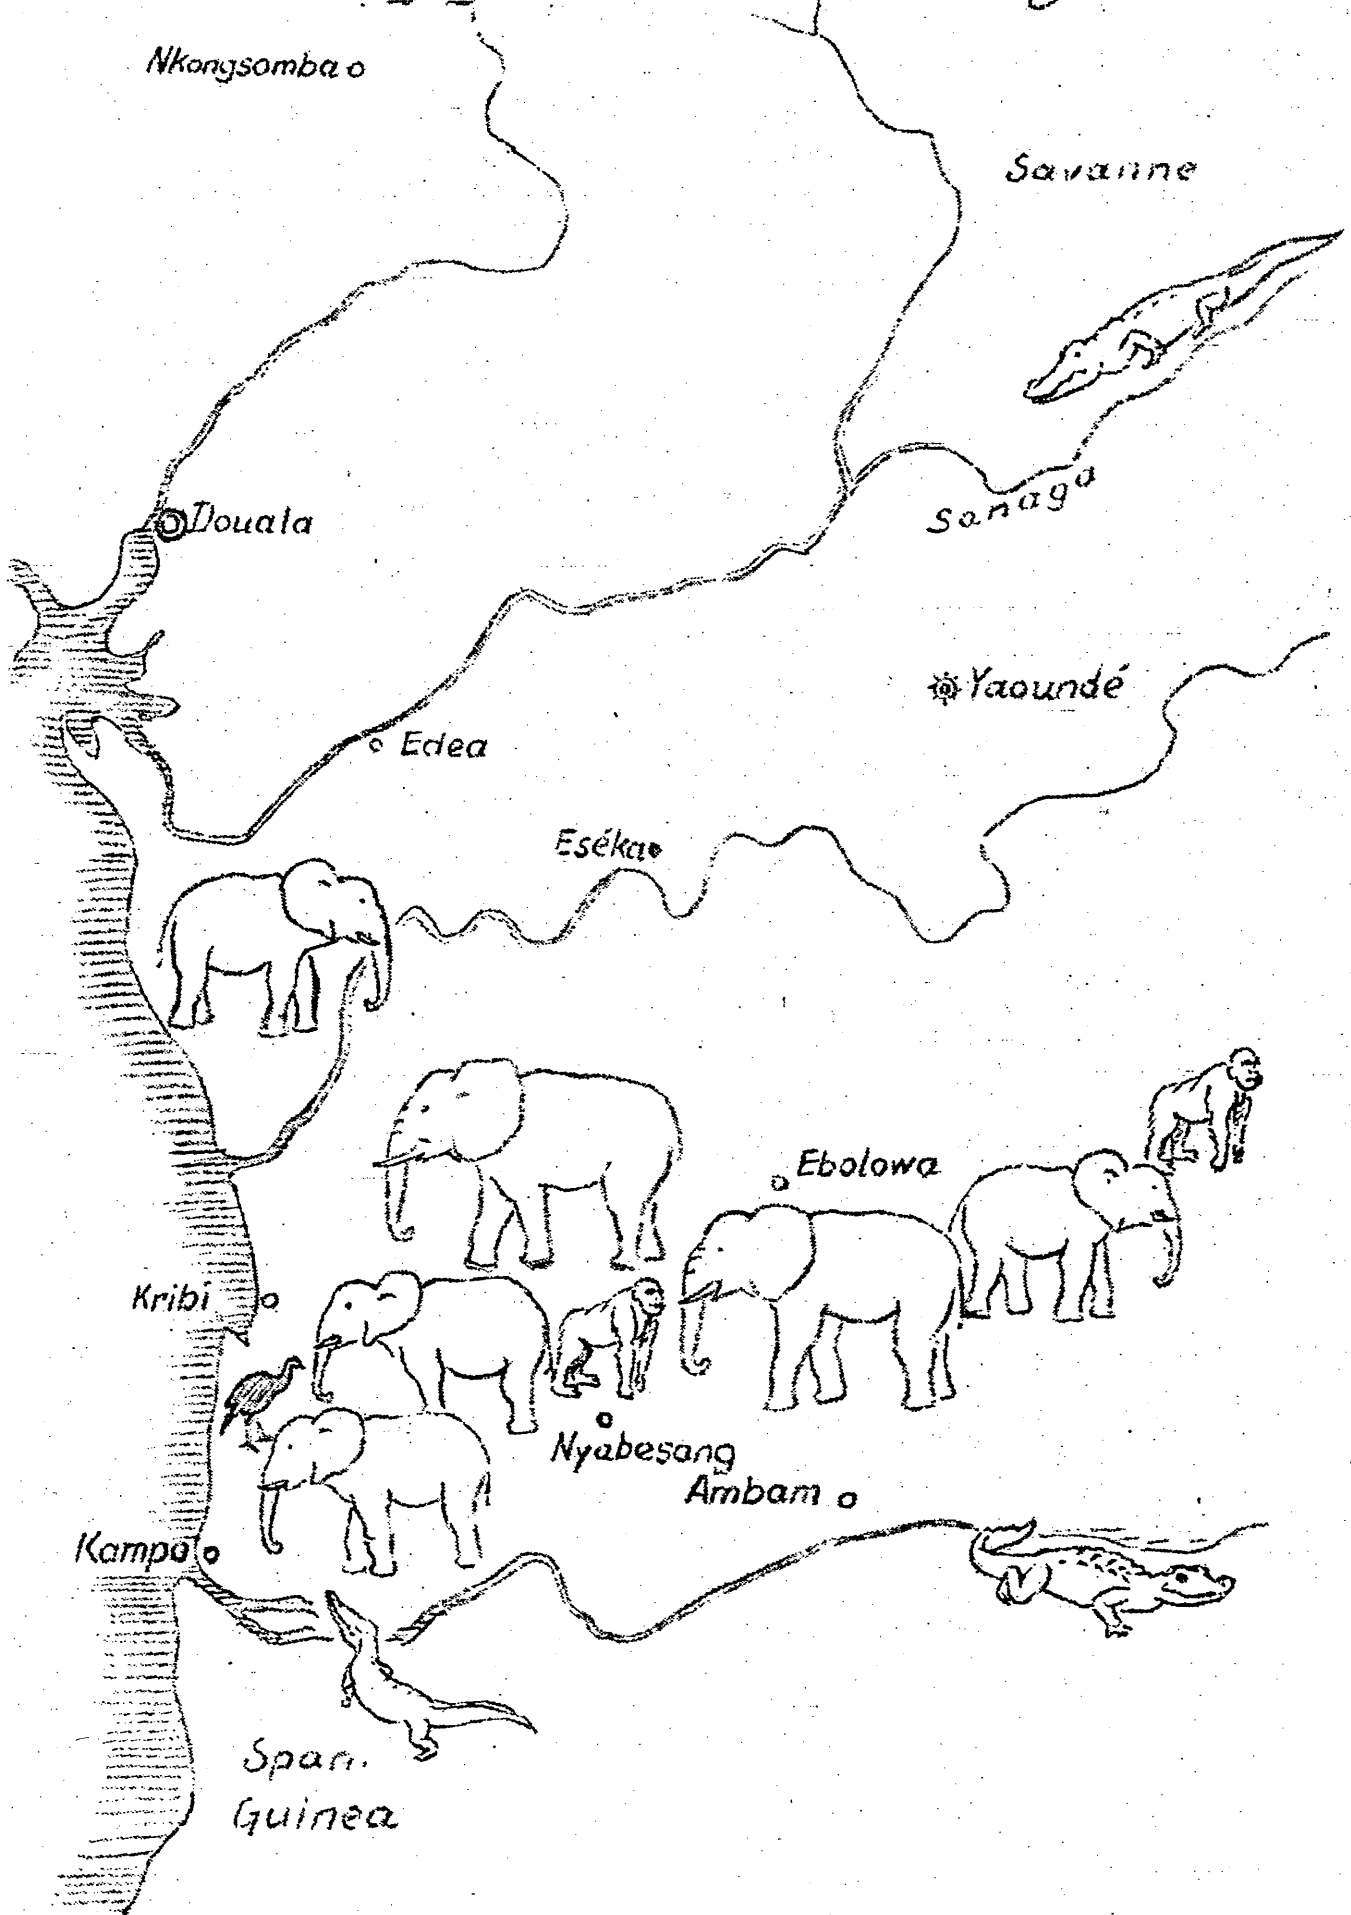 Nkongsomba
Savanne
Douala
Sanaga
Yaoundé
Edea
Eséka
Ebolowa
Kribi
Nyabesang
Ambam
Kampo
Span.
Guinea